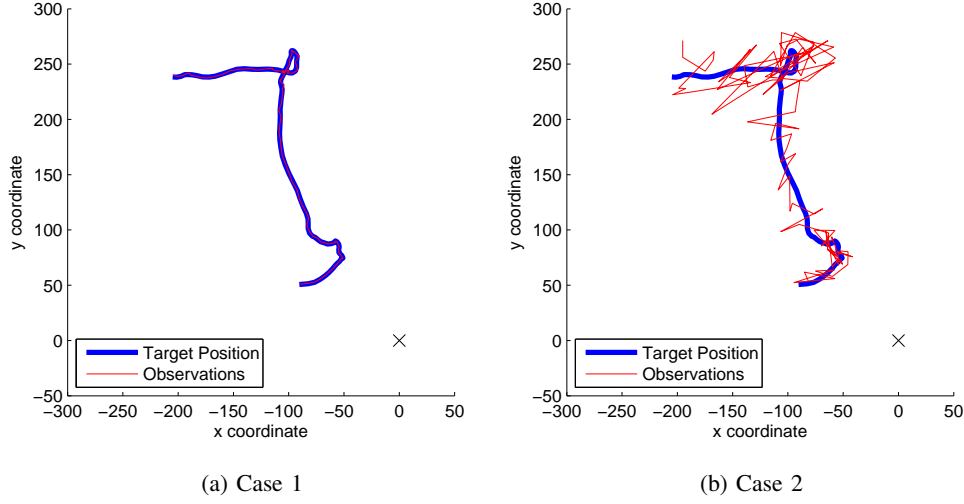 300
250
200
150
100
50
0
−50
−300 −250 −200 −150 −100 −50 0 50
x coordinate
y coordinate
Target Position
Observations
(a) Case 1
300
250
200
150
100
50
0
−50
−300 −250 −200 −150 −100 −50 0 50
x coordinate
y coordinate
Target Position
Observations
(b) Case 2